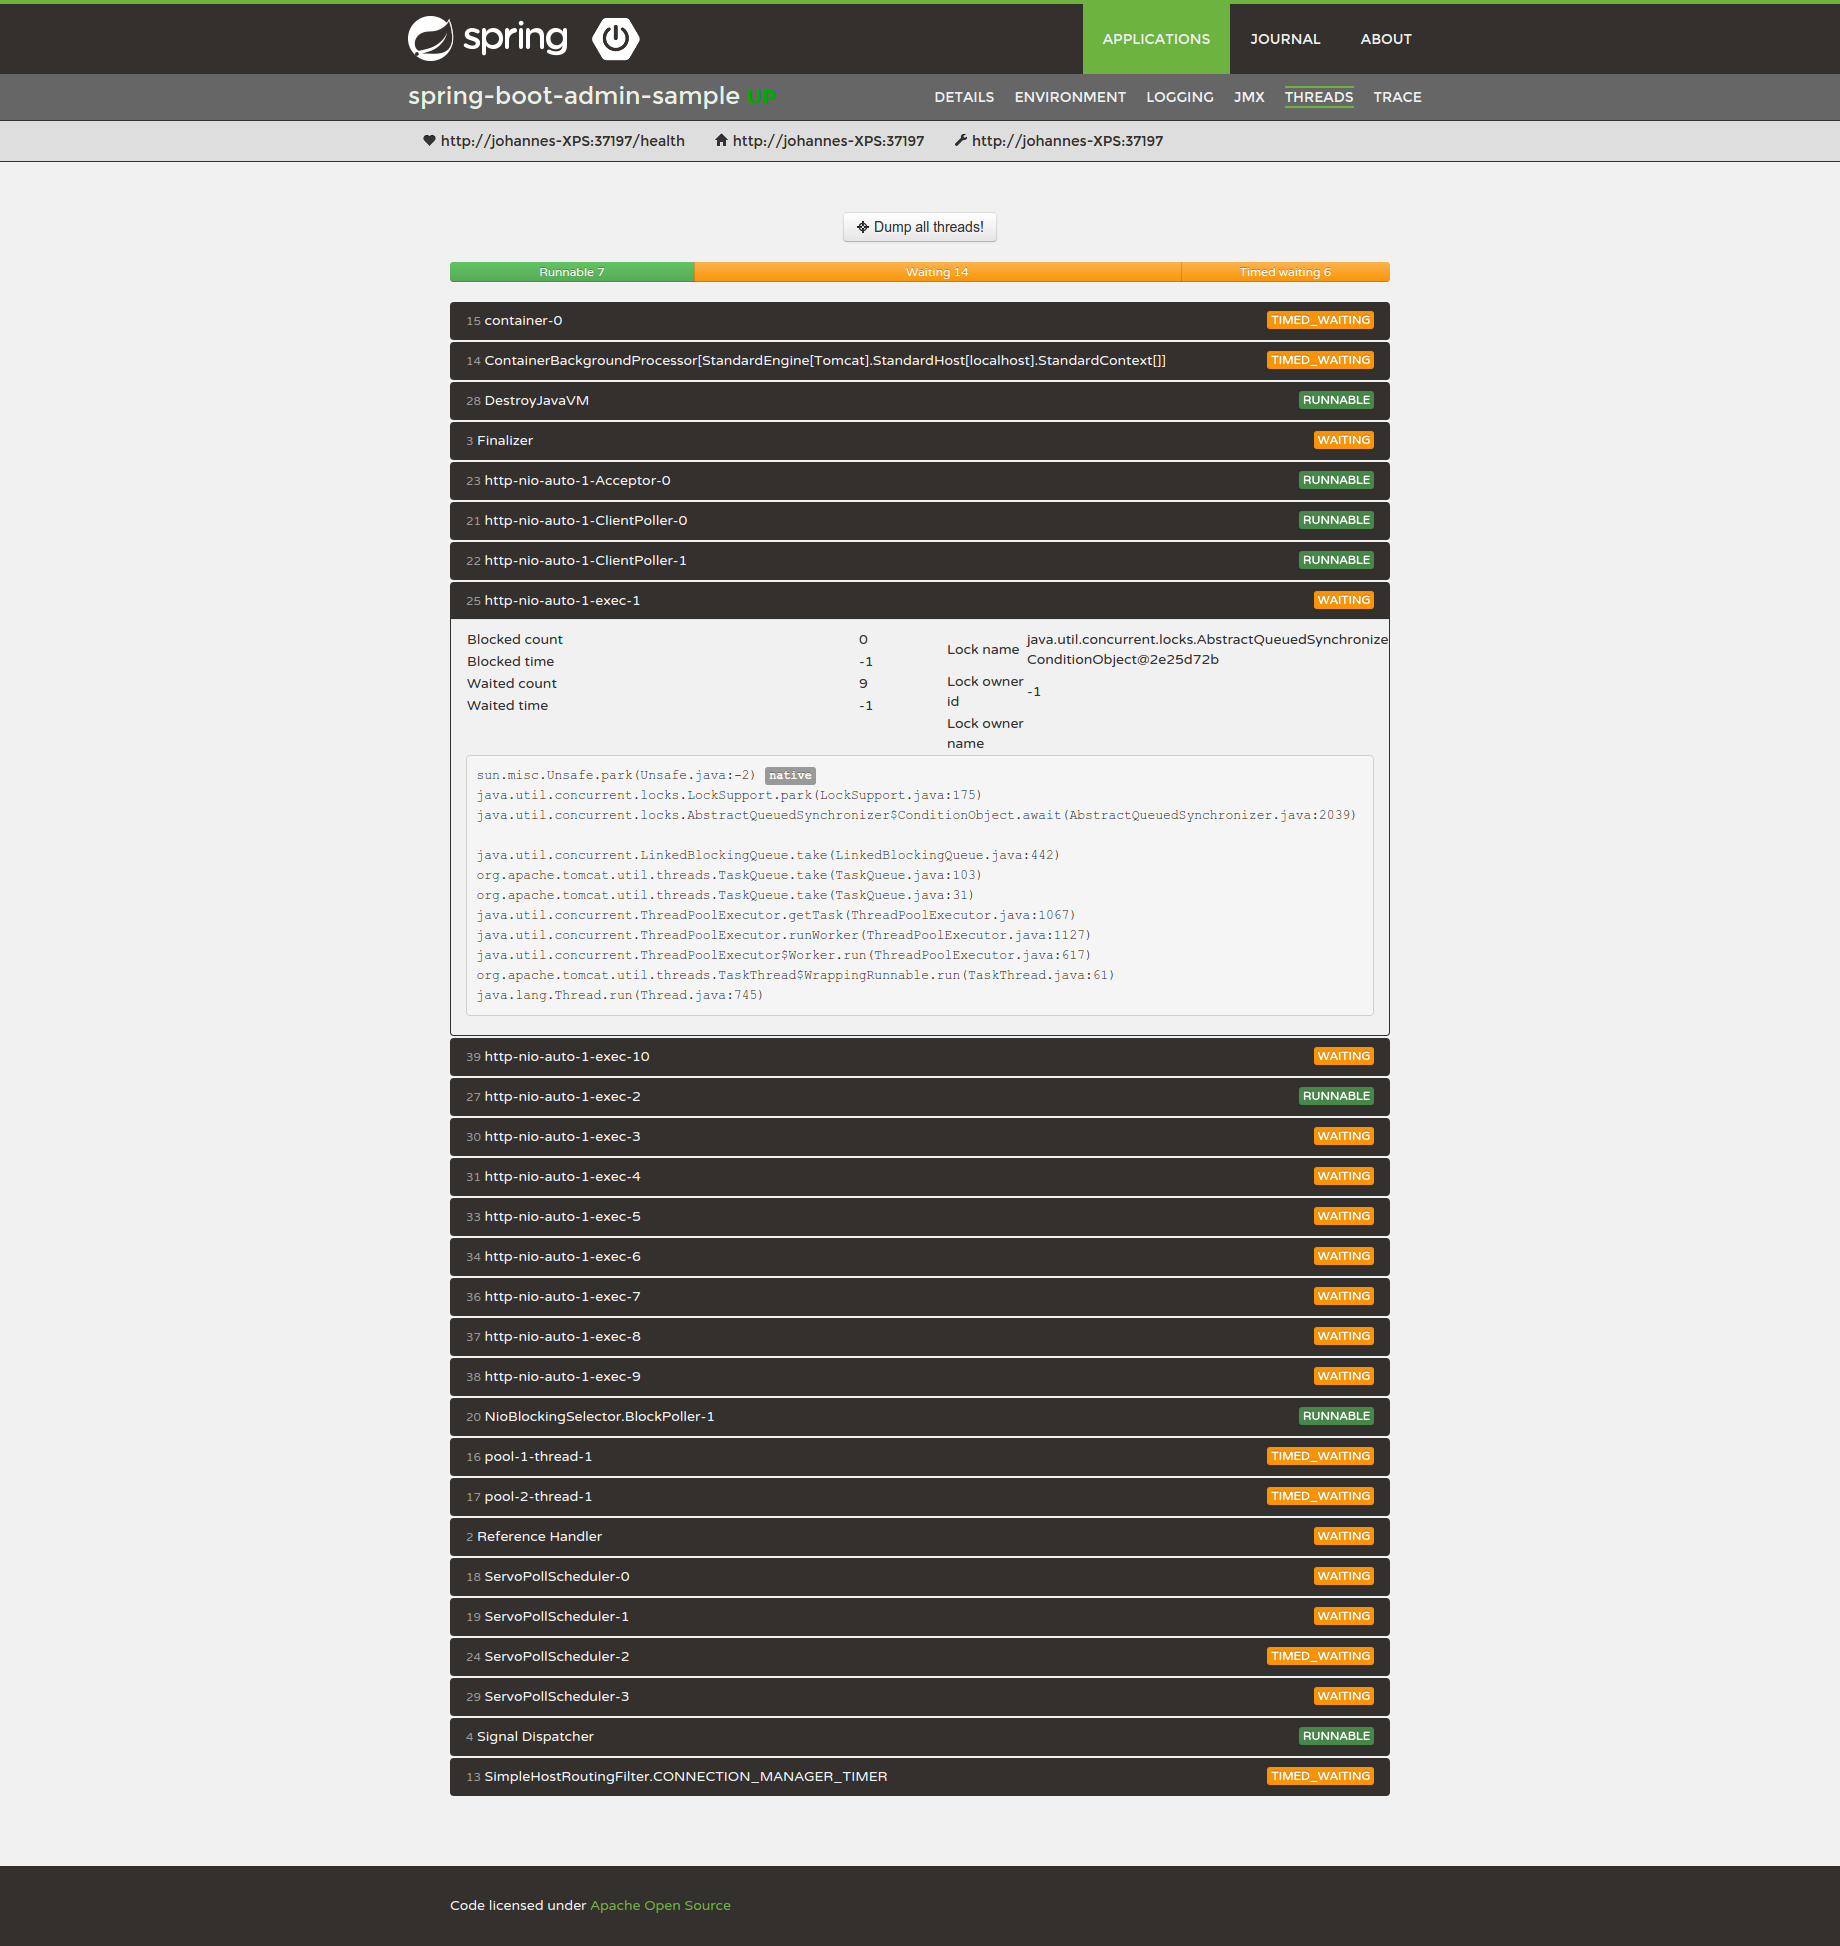 spring
APPLICATIONS JOURNAL ABOUT
spring-boot-admin-sample UP
DETAILS ENVIRONMENT LOGGING JMX THREADS TRACE
http://johannes-XPS:37197/health http://johannes-XPS:37197 http://johannes-XPS:37197
Dump all threads!
Runnable 7 Waiting 14 Timed waiting 6
15 container-0 TIMED_WAITING
14 ContainerBackgroundProcessor[StandardEngine[Tomcat].StandardHost[localhost].StandardContext[]] TIMED_WAITING
28 DestroyJavaVM RUNNABLE
3 Finalizer WAITING
23 http-nio-auto-1-Acceptor-0 RUNNABLE
21 http-nio-auto-1-ClientPoller-0 RUNNABLE
22 http-nio-auto-1-ClientPoller-1 RUNNABLE
25 http-nio-auto-1-exec-1 WAITING
Blocked count 0
Blocked time -1
Waited count 9
Waited time -1
Lock name java.util.concurrent.locks.AbstractQueuedSynchronize
ConditionObject@2e25d72b
Lock owner
id -1
Lock owner
name
sun.misc.Unsafe.park(Unsafe.java:-2) native
java.util.concurrent.locks.LockSupport.park(LockSupport.java:175)
java.util.concurrent.locks.AbstractQueuedSynchronizer$ConditionObject.await(AbstractQueuedSynchronizer.java:2039)
java.util.concurrent.LinkedBlockingQueue.take(LinkedBlockingQueue.java:442)
org.apache.tomcat.util.threads.TaskQueue.take(TaskQueue.java:103)
org.apache.tomcat.util.threads.TaskQueue.take(TaskQueue.java:31)
java.util.concurrent.ThreadPoolExecutor.getTask(ThreadPoolExecutor.java:1067)
java.util.concurrent.ThreadPoolExecutor.runWorker(ThreadPoolExecutor.java:1127)
java.util.concurrent.ThreadPoolExecutor$Worker.run(ThreadPoolExecutor.java:617)
org.apache.tomcat.util.threads.TaskThread$WrappingRunnable.run(TaskThread.java:61)
java.lang.Thread.run(Thread.java:745)
39 http-nio-auto-1-exec-10 WAITING
27 http-nio-auto-1-exec-2 RUNNABLE
30 http-nio-auto-1-exec-3 WAITING
31 http-nio-auto-1-exec-4 WAITING
33 http-nio-auto-1-exec-5 WAITING
34 http-nio-auto-1-exec-6 WAITING
36 http-nio-auto-1-exec-7 WAITING
37 http-nio-auto-1-exec-8 WAITING
38 http-nio-auto-1-exec-9 WAITING
20 NioBlockingSelector.BlockPoller-1 RUNNABLE
16 pool-1-thread-1 TIMED_WAITING
17 pool-2-thread-1 TIMED_WAITING
2 Reference Handler WAITING
18 ServoPollScheduler-0 WAITING
19 ServoPollScheduler-1 WAITING
24 ServoPollScheduler-2 TIMED_WAITING
29 ServoPollScheduler-3 WAITING
4 Signal Dispatcher RUNNABLE
13 SimpleHostRoutingFilter.CONNECTION_MANAGER_TIMER TIMED_WAITING
Code licensed under Apache Open Source